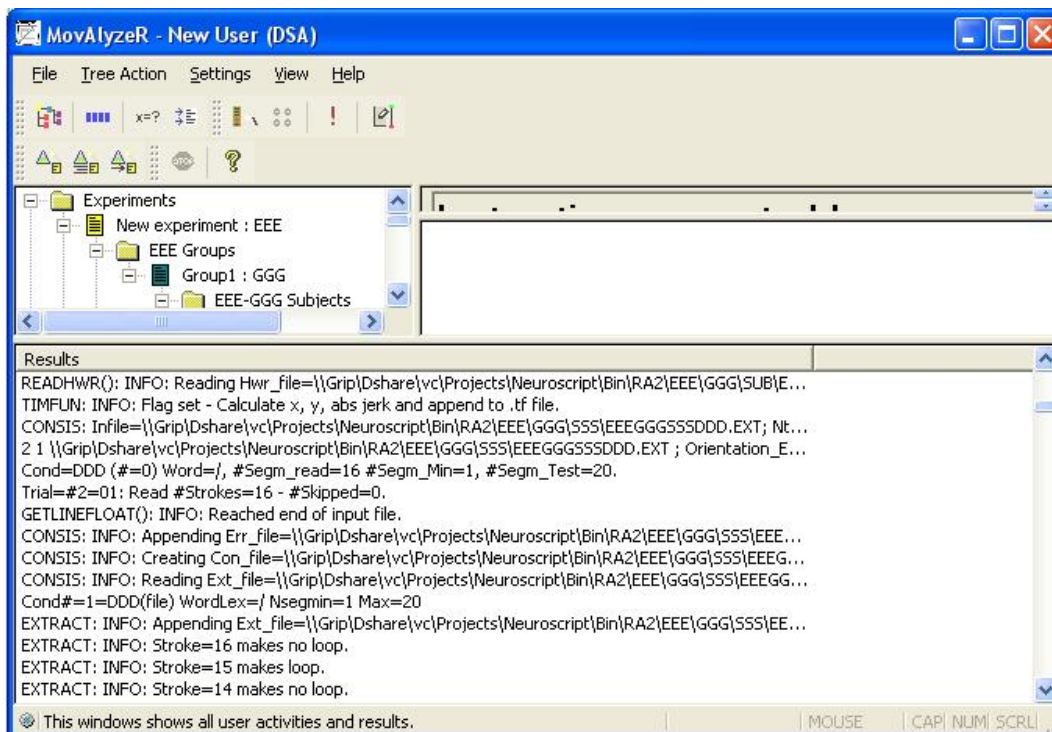 MovAlyzeR - New User (DSA)
File Tree Action Settings View Help
x=?
STOP
Experiments
New experiment : EEE
EEE Groups
Group1 : GGG
EEE-GGG Subjects
Results
READHWR(): INFO: Reading Hwr_file=\\Grip\Dshare\vc\Projects\Neuroscript\Bin\RA2\EEE\GGG\SUB\E...
TIMFUN: INFO: Flag set - Calculate x, y, abs jerk and append to .tf file.
CONSIS: Infile=\\Grip\Dshare\vc\Projects\Neuroscript\Bin\RA2\EEE\GGG\SSS\EEEGGGSSSDDD.EXT; Nt...
2 1 \\Grip\Dshare\vc\Projects\Neuroscript\Bin\RA2\EEE\GGG\SSS\EEEGGGSSSDDD.EXT ; Orientation_E...
Cond=DDD (#=0) Word=/, #Segm_read=16 #Segm_Min=1, #Segm_Test=20.
Trial=#2=01: Read #Strokes=16 - #Skipped=0.
GETLINEFLOAT(): INFO: Reached end of input file.
CONSIS: INFO: Appending Err_file=\\Grip\Dshare\vc\Projects\Neuroscript\Bin\RA2\EEE\GGG\SSS\EEE...
CONSIS: INFO: Creating Con_file=\\Grip\Dshare\vc\Projects\Neuroscript\Bin\RA2\EEE\GGG\SSS\EEEG...
CONSIS: INFO: Reading Ext_file=\\Grip\Dshare\vc\Projects\Neuroscript\Bin\RA2\EEE\GGG\SSS\EEEGG...
Cond#=1=DDD(file) WordLex=/ Nsegmin=1 Max=20
EXTRACT: INFO: Appending Ext_file=\\Grip\Dshare\vc\Projects\Neuroscript\Bin\RA2\EEE\GGG\SSS\EE...
EXTRACT: INFO: Stroke=16 makes no loop.
EXTRACT: INFO: Stroke=15 makes loop.
EXTRACT: INFO: Stroke=14 makes no loop.
This windows shows all user activities and results. MOUSE CAP NUM SCRL